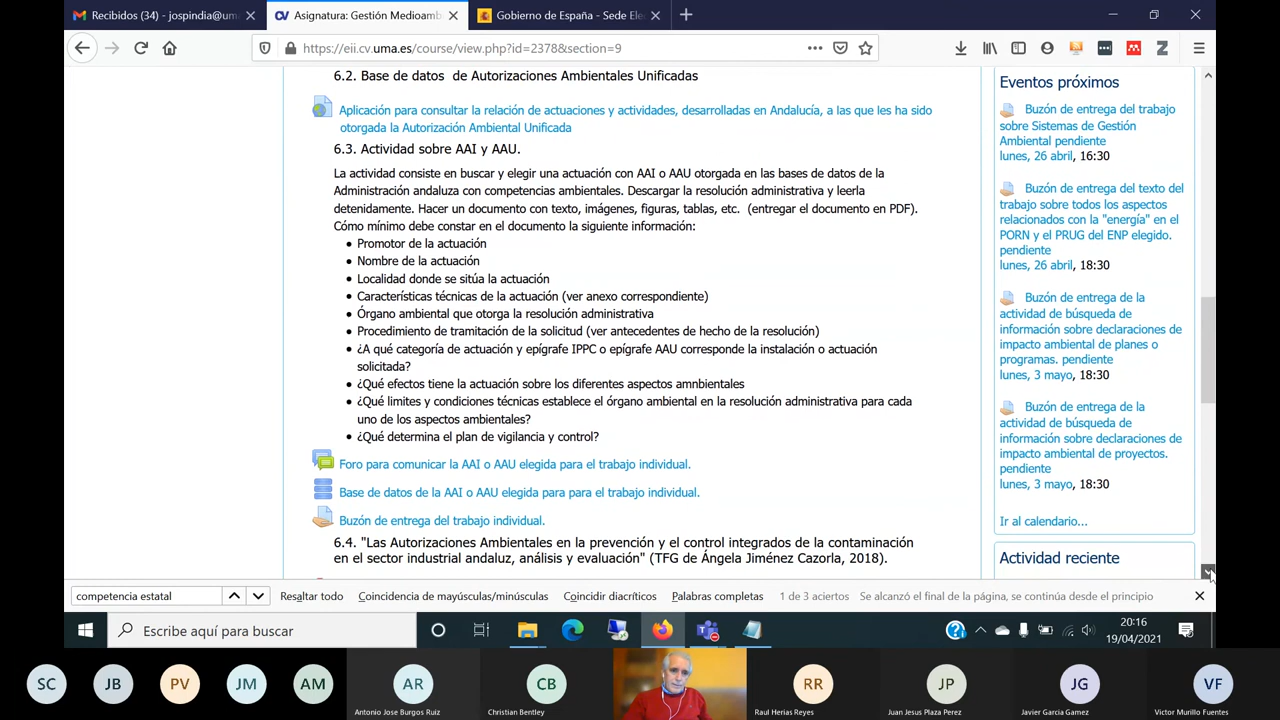 Recibidos (34) - jospindia@um
Asignatura: Gestión Medioamb
Gobierno de España - Sede Ele
https://eii.cv.uma.es/course/view.php?id=2378&section=9
6.2. Base de datos de Autorizaciones Ambientales Unificadas
Aplicación para consultar la relación de actuaciones y actividades, desarrolladas en Andalucía, a las que les ha sido
otorgada la Autorización Ambiental Unificada
6.3. Actividad sobre AAI y AAU.
La actividad consiste en buscar y elegir una actuación con AAI o AAU otorgada en las bases de datos de la
Administración andaluza con competencias ambientales. Descargar la resolución administrativa y leerla
detenidamente. Hacer un documento con texto, imágenes, figuras, tablas, etc. (entregar el documento en PDF).
Cómo mínimo debe constar en el documento la siguiente información:
• Promotor de la actuación
• Nombre de la actuación
• Localidad donde se sitúa la actuación
• Características técnicas de la actuación (ver anexo correspondiente)
• Órgano ambiental que otorga la resolución administrativa
• Procedimiento de tramitación de la solicitud (ver antecedentes de hecho de la resolución)
• ¿A qué categoría de actuación y epígrafe IPPC o epígrafe AAU corresponde la instalación o actuación
solicitada?
• ¿Qué efectos tiene la actuación sobre los diferentes aspectos amnbientales
• ¿Qué limites y condiciones técnicas establece el órgano ambiental en la resolución administrativa para cada
uno de los aspectos ambientales?
• ¿Qué determina el plan de vigilancia y control?
Foro para comunicar la AAI o AAU elegida para el trabajo individual.
Base de datos de la AAI o AAU elegida para para el trabajo individual.
Buzón de entrega del trabajo individual.
6.4. "Las Autorizaciones Ambientales en la prevención y el control integrados de la contaminación
en el sector industrial andaluz, análisis y evaluación" (TFG de Ángela Jiménez Cazorla, 2018).
Eventos próximos
Buzón de entrega del trabajo
sobre Sistemas de Gestión
Ambiental pendiente
lunes, 26 abril, 16:30
Buzón de entrega del texto del
trabajo sobre todos los aspectos
relacionados con la "energía" en el
PORN y el PRUG del ENP elegido.
pendiente
lunes, 26 abril, 18:30
Buzón de entrega de la
actividad de búsqueda de
información sobre declaraciones de
impacto ambiental de planes o
programas. pendiente
lunes, 3 mayo, 18:30
Buzón de entrega de la
actividad de búsqueda de
información sobre declaraciones de
impacto ambiental de proyectos.
pendiente
lunes, 3 mayo, 18:30
Ir al calendario...
Actividad reciente
competencia estatal
Resaltar todo
Coincidencia de mayúsculas/minúsculas
Coincidir diacríticos
Palabras completas
1 de 3 aciertos
Se alcanzó el final de la página, se continúa desde el principio
Escribe aquí para buscar
20:16
19/04/2021
SC
JB
PV
JM
AM
AR
Antonio Jose Burgos Ruiz
CB
Christian Bentley
RR
Raul Herias Reyes
JP
Juan Jesus Plaza Perez
JG
Javier Garcia Gamez
VF
Victor Murillo Fuentes